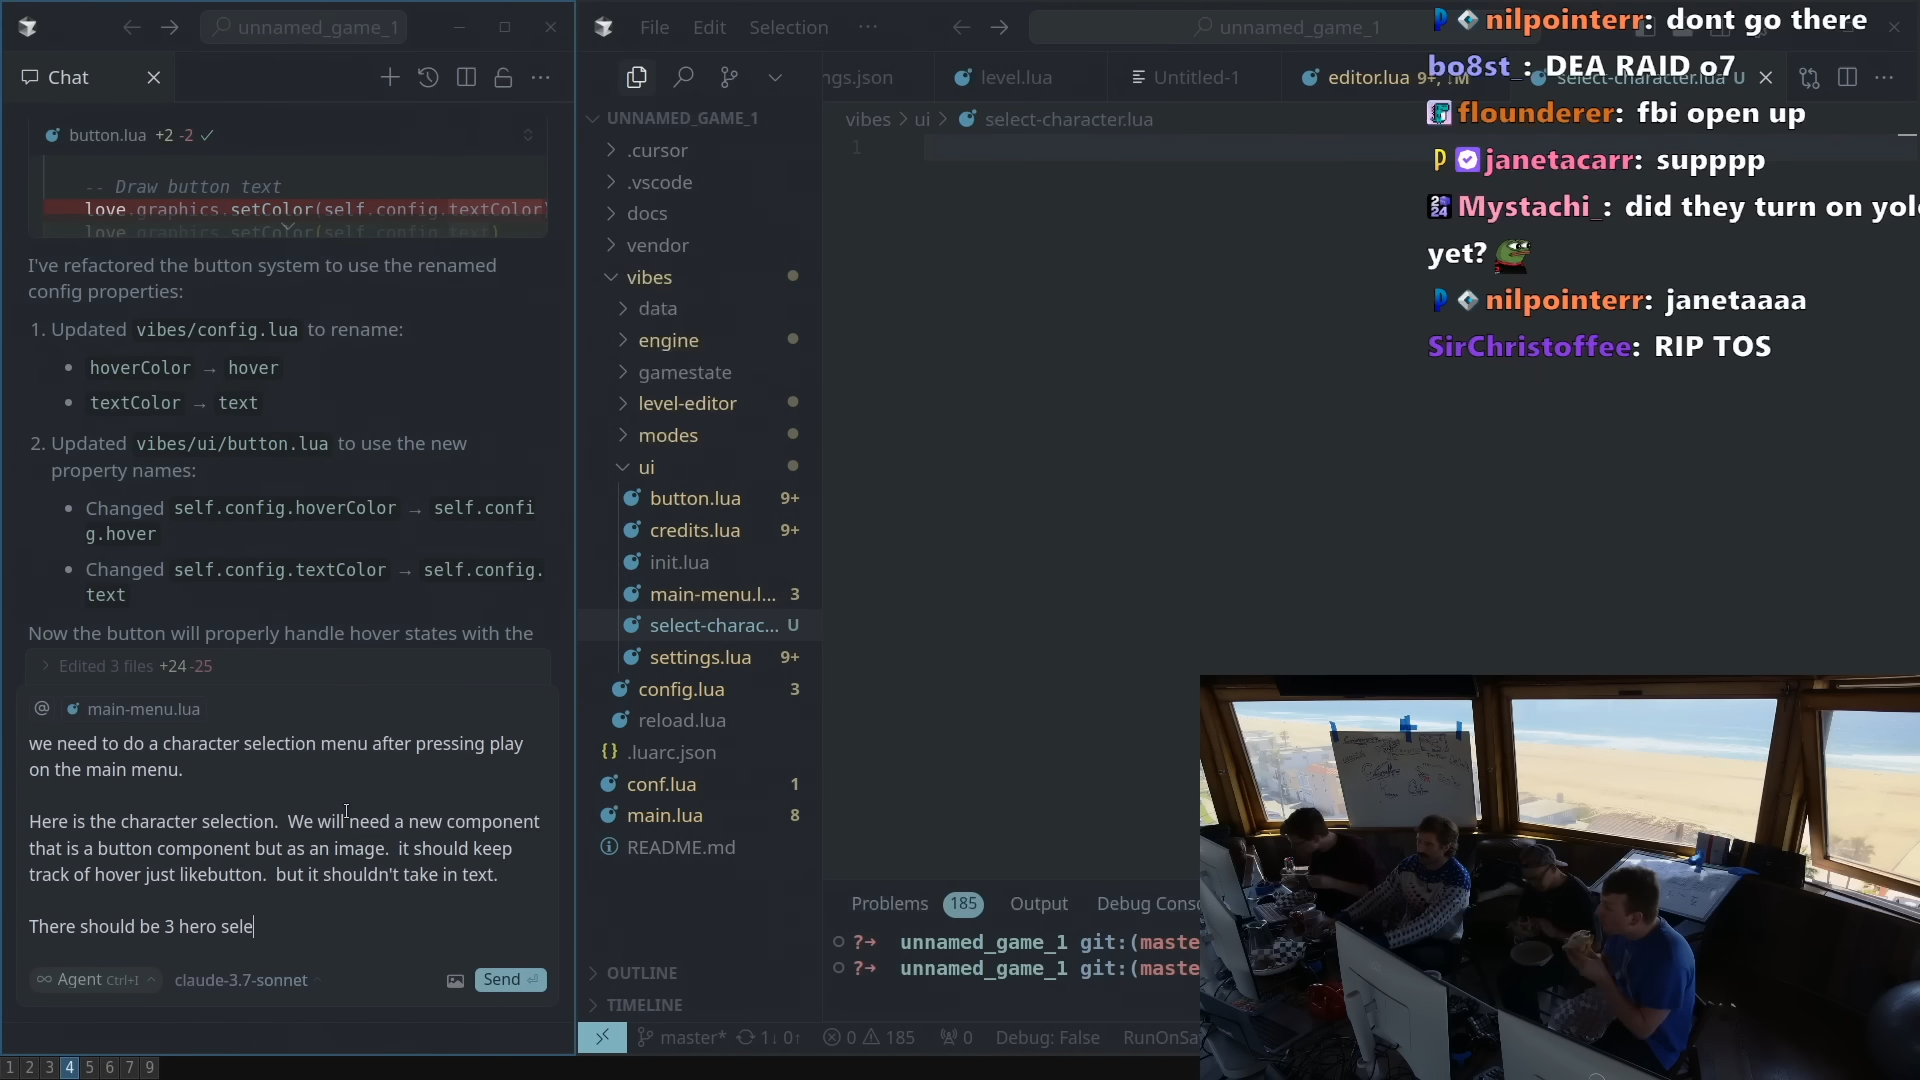 unnamed_game_1
File Edit Selection ···
unnamed_game_1
Chat
ngs.json
level.lua
Untitled-1
editor.lua 9+, ↓M
select-character.lua U
button.lua +2 -2
-- Draw button text
love.graphics.setColor(self.config.textColor)
love.graphics.setColor(self.config.text)
I've refactored the button system to use the renamed
config properties:
1. Updated vibes/config.lua to rename:
• hoverColor → hover
• textColor → text
2. Updated vibes/ui/button.lua to use the new
property names:
• Changed self.config.hoverColor → self.confi
g.hover
• Changed self.config.textColor → self.config.
text
Now the button will properly handle hover states with the
Edited 3 files +24 -25
@ main-menu.lua
we need to do a character selection menu after pressing play
on the main menu.
Here is the character selection.  We will need a new component
that is a button component but as an image.  it should keep
track of hover just likebutton.  but it shouldn't take in text.
There should be 3 hero sele
∞ Agent Ctrl+I
claude-3.7-sonnet
Send
1 2 3 4 5 6 7 9
UNNAMED_GAME_1
.cursor
.vscode
docs
vendor
vibes
data
engine
gamestate
level-editor
modes
ui
button.lua 9+
credits.lua 9+
init.lua
main-menu.l... 3
select-charac... U
settings.lua 9+
config.lua 3
reload.lua
{} .luarc.json
conf.lua 1
main.lua 8
README.md
OUTLINE
TIMELINE
vibes > ui > select-character.lua
1
Problems 185 Output Debug Consc
?→ unnamed_game_1 git:(maste
?→ unnamed_game_1 git:(maste
master* 1↓ 0↑ 0 185 0 Debug: False RunOnSa
nilpointerr: dont go there
bo8st_: DEA RAID o7
flounderer: fbi open up
janetacarr: supppp
Mystachi_: did they turn on yol
yet?
nilpointerr: janetaaaa
SirChristoffee: RIP TOS